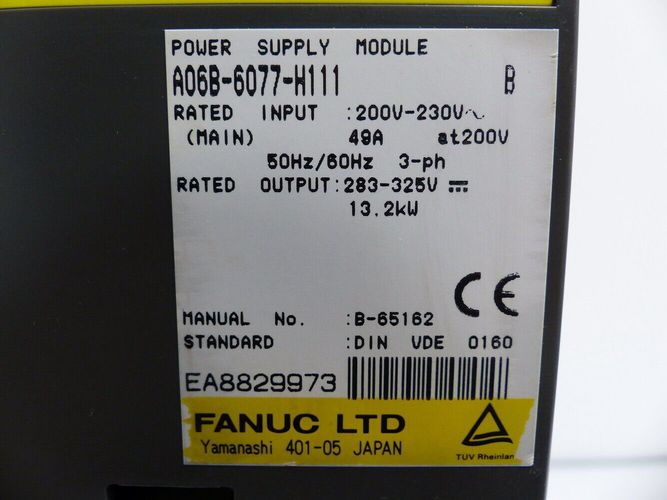 POWER SUPPLY MODULE
A06B-6077-H111 B
RATED INPUT :200V-230V~
(MAIN) 49A at200V
50Hz/60Hz 3-ph
RATED OUTPUT:283-325V ⎓
13.2kW
CE
MANUAL No. :B-65162
STANDARD :DIN VDE 0160
EA8829973
FANUC LTD
Yamanashi 401-05 JAPAN
TUV Rheinlan